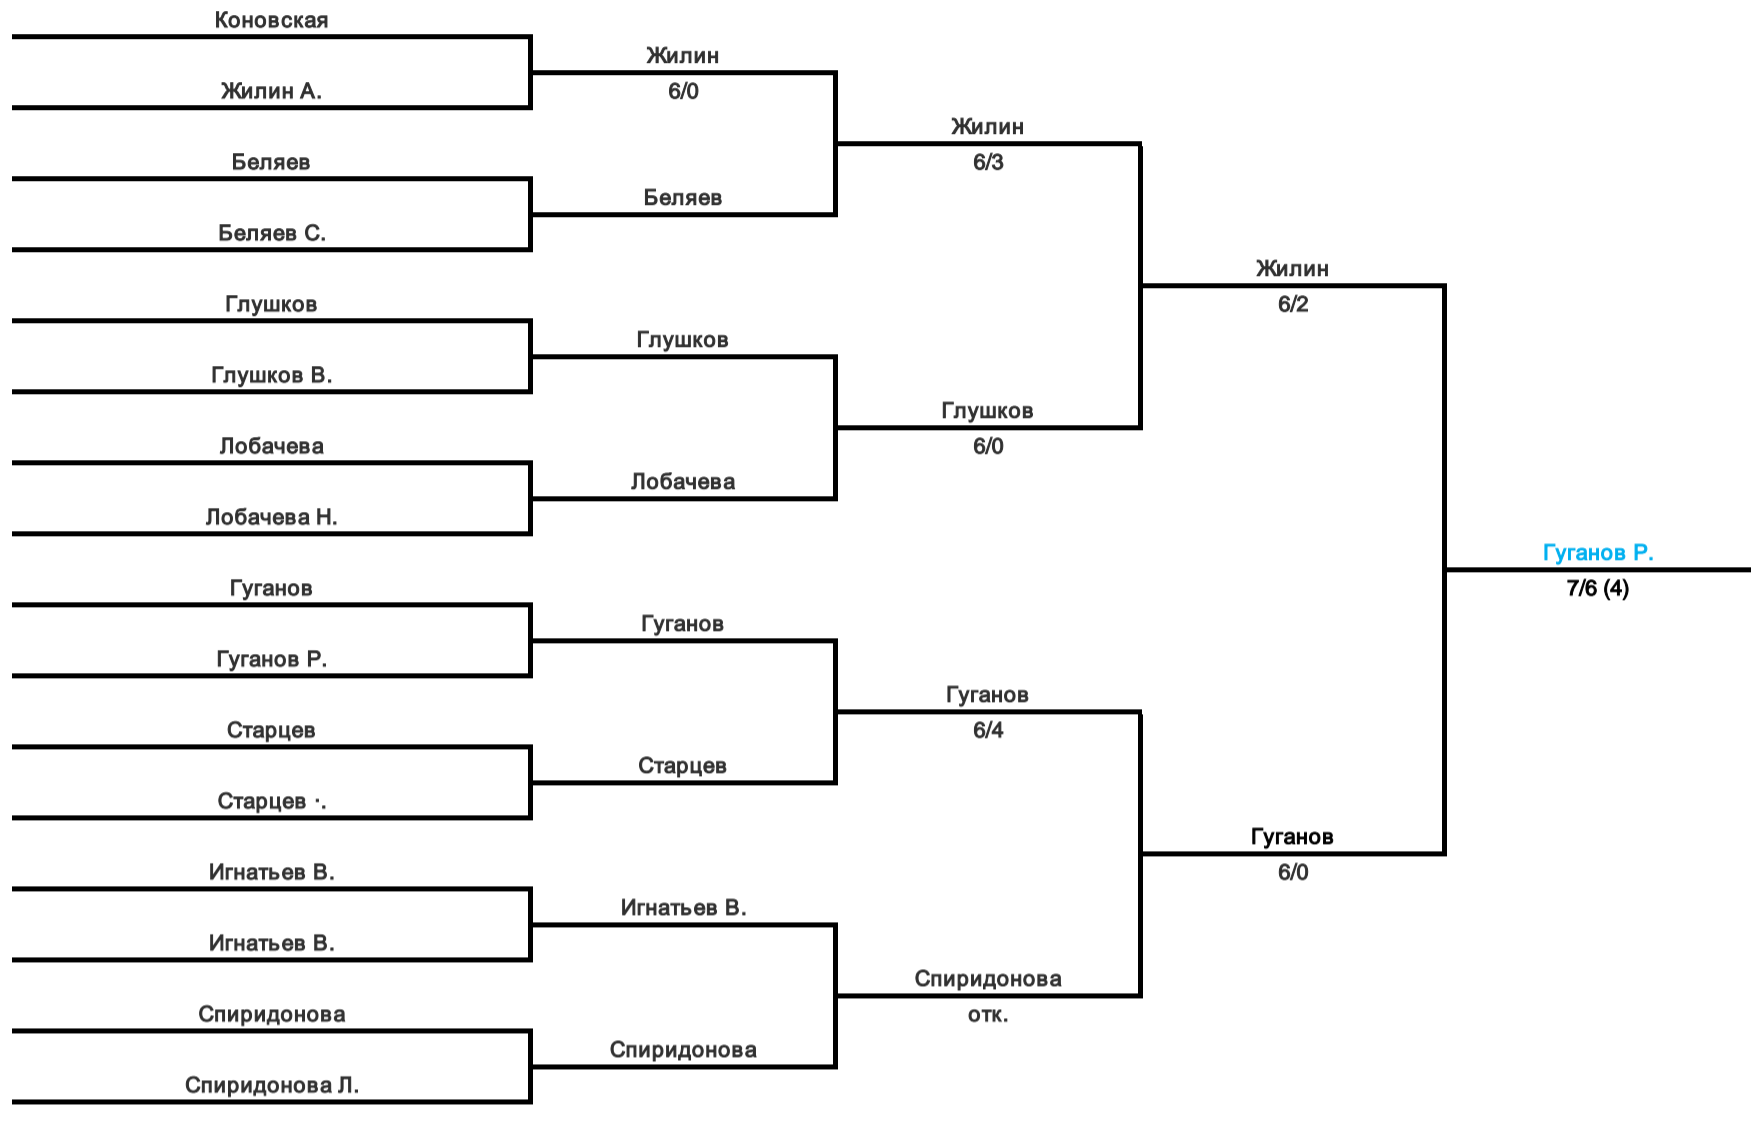 Коновская
Жилин А.
Беляев
Беляев С.
Глушков
Глушков В.
Лобачева
Лобачева Н.
Гуганов
Гуганов Р.
Старцев
Старцев ·.
Игнатьев В.
Игнатьев В.
Спиридонова
Спиридонова Л.
Жилин
6/0
Беляев
Глушков
Лобачева
Гуганов
Старцев
Игнатьев В.
Спиридонова
Жилин
6/3
Глушков
6/0
Гуганов
6/4
Спиридонова
отк.
Жилин
6/2
Гуганов
6/0
Гуганов Р.
7/6 (4)